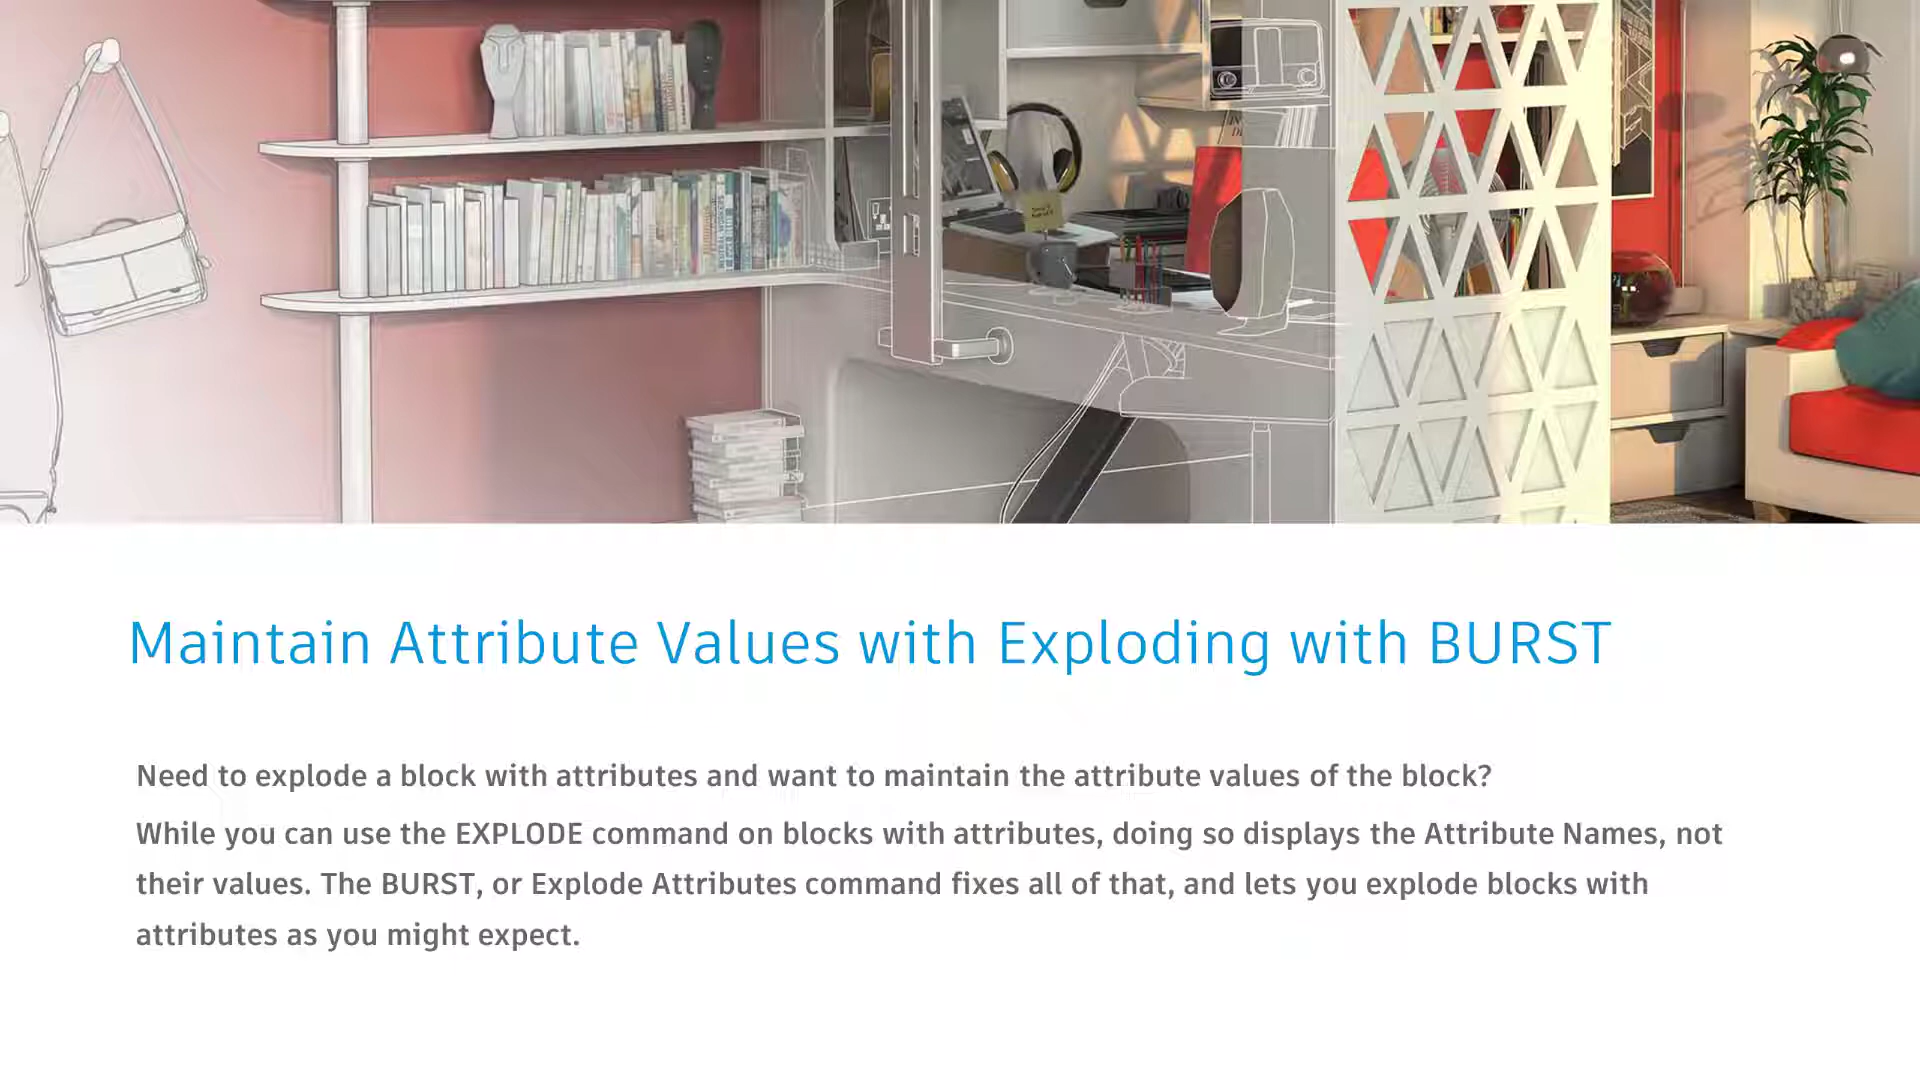 Maintain Attribute Values with Exploding with BURST
Need to explode a block with attributes and want to maintain the attribute values of the block?
While you can use the EXPLODE command on blocks with attributes, doing so displays the Attribute Names, not
their values. The BURST, or Explode Attributes command fixes all of that, and lets you explode blocks with
attributes as you might expect.